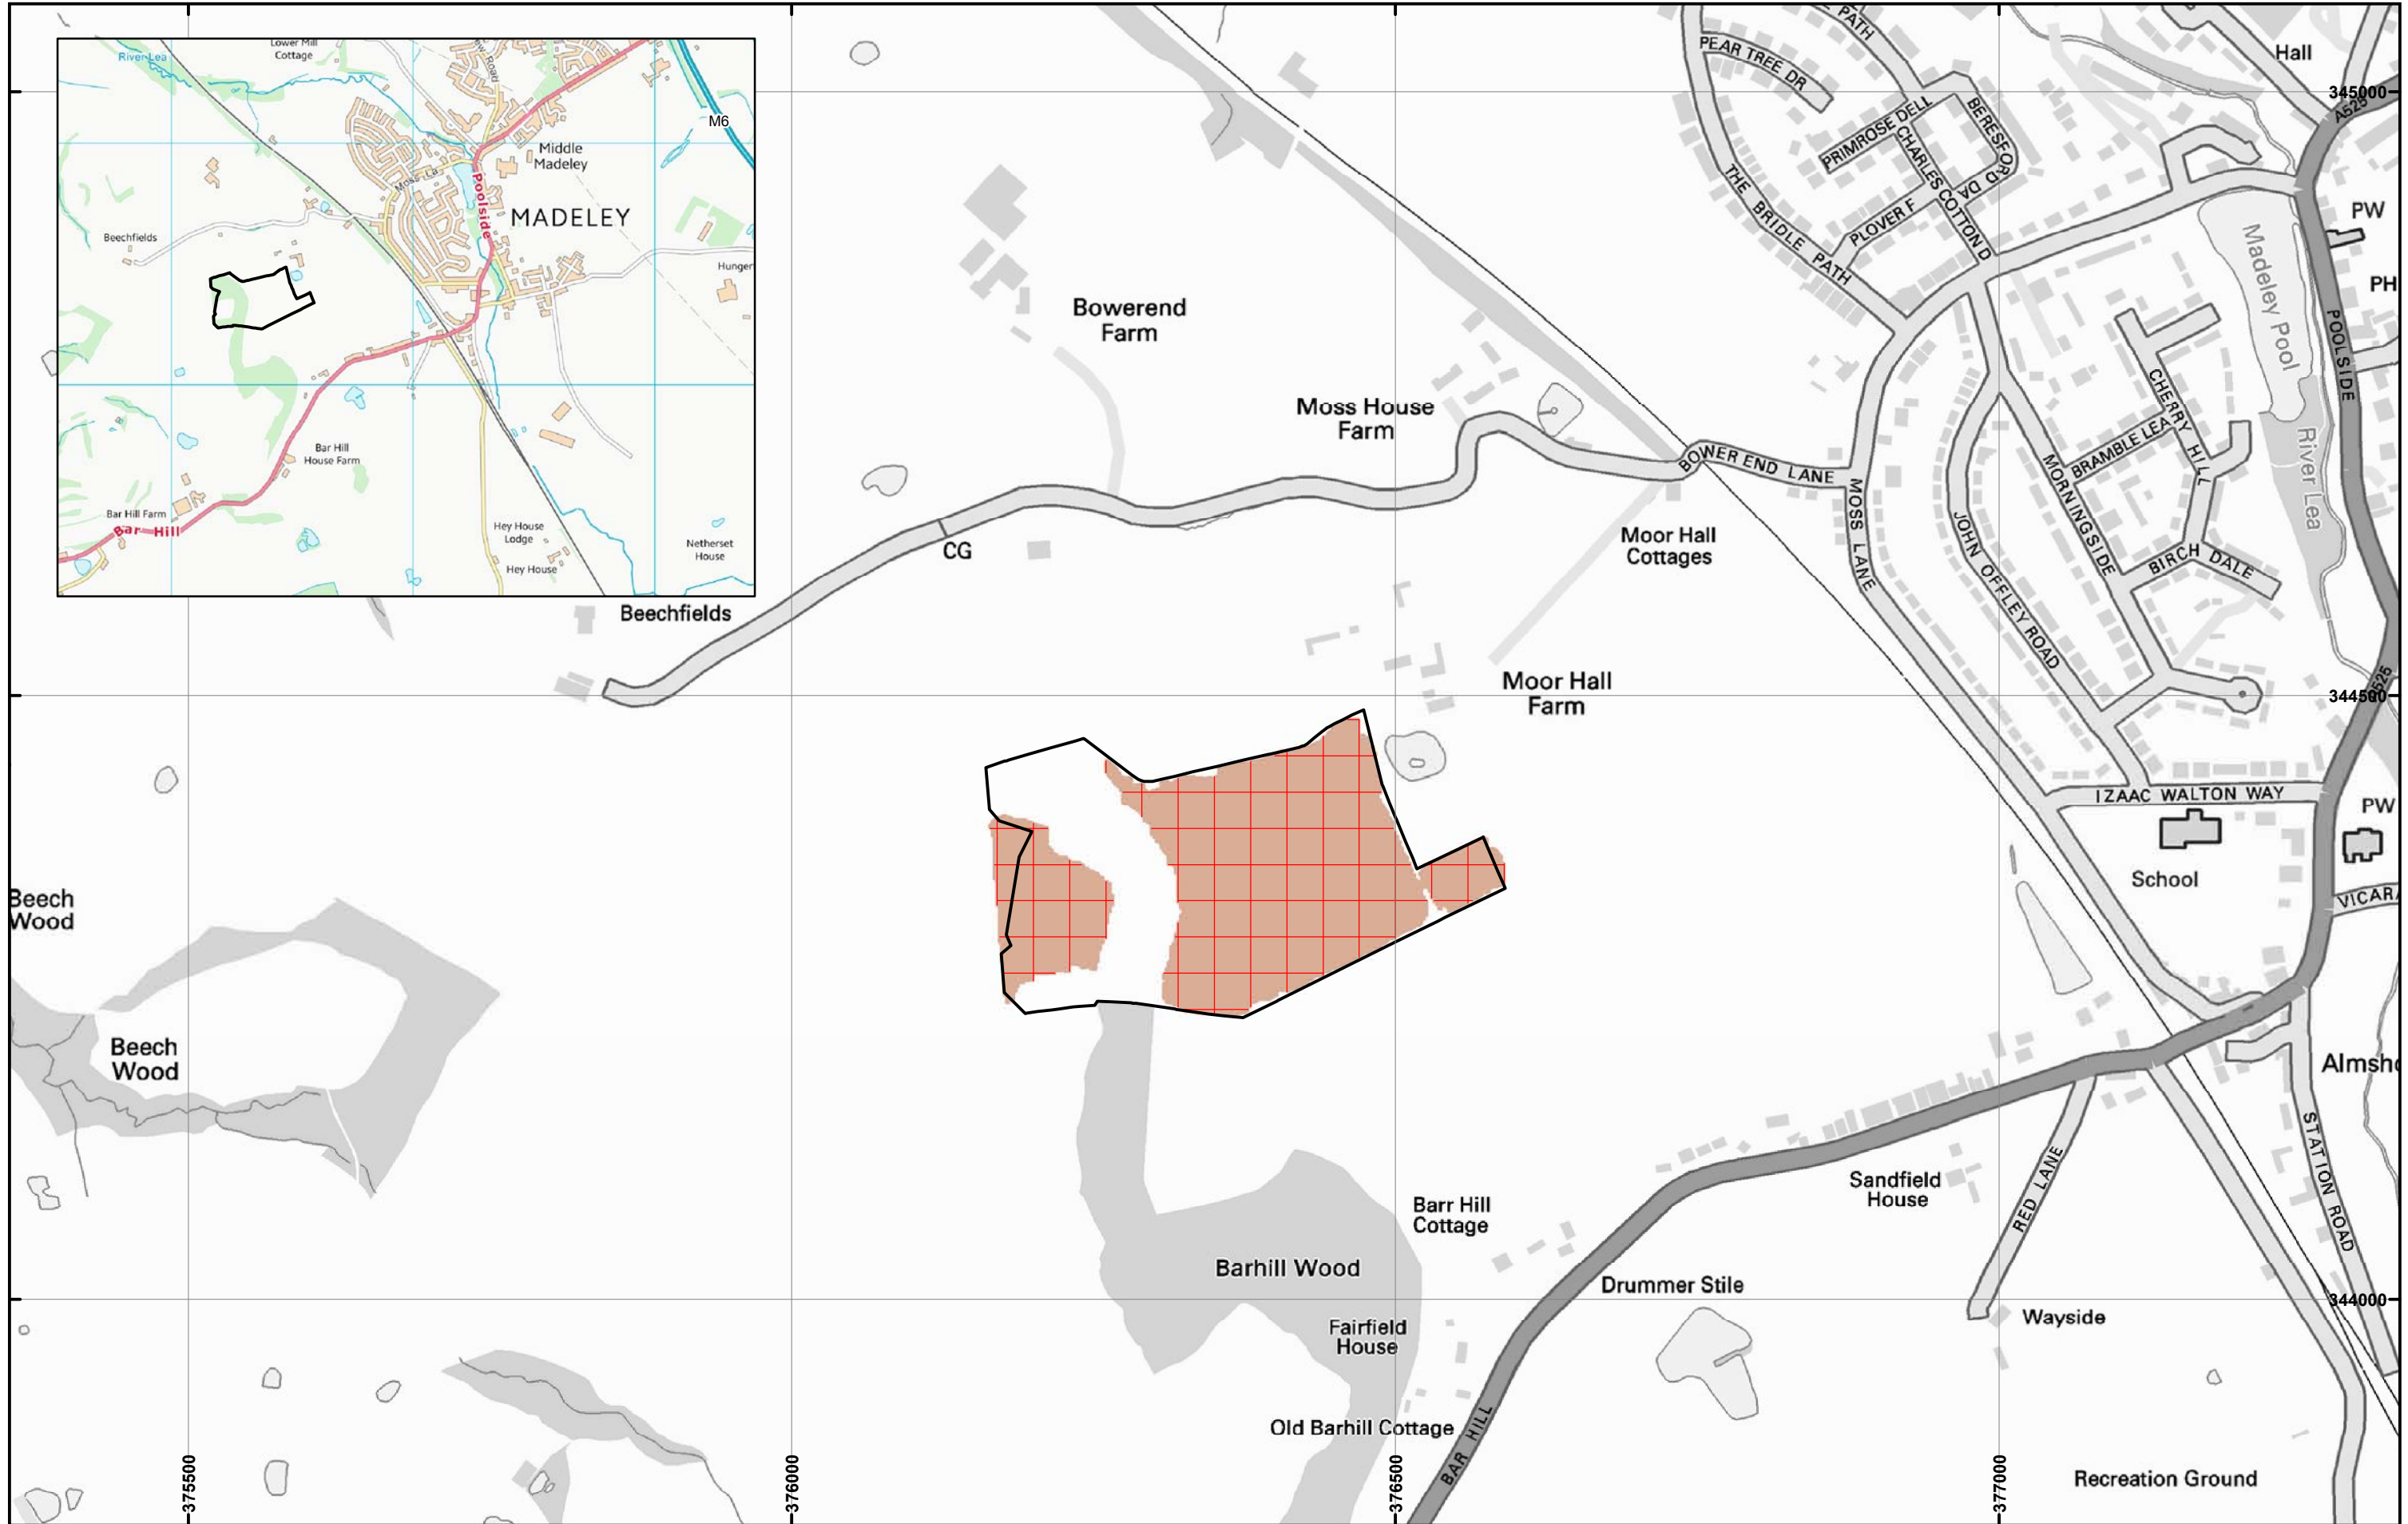 River Lea
Lower Mill
Cottage
Road
M6
Middle
Madeley
Moss La
Poolside
MADELEY
Beechfields
Hunger
Bar Hill
House Farm
Bar Hill Farm
Bar Hill
Hey House
Lodge
Hey House
Netherset
House
PATH
Hall
PEAR TREE DR
345000
A525
PRIMROSE DELL
BERESFORD DA
CHARLES COTTON D
THE BRIDLE PATH
PLOVER F
PW
PH
Madeley Pool
POOLSIDE
Bowerend
Farm
Moss House
Farm
CHERRY HILL
BRAMBLE LEA
BOWER END LANE
MORNINGSIDE
River Lea
MOSS LANE
JOHN OFFLEY ROAD
BIRCH DALE
CG
Moor Hall
Cottages
Beechfields
Moor Hall
Farm
344500
IZAAC WALTON WAY
PW
School
VICARA
Beech
Wood
Beech
Wood
Almsho
STATION ROAD
RED LANE
Sandfield
House
Barr Hill
Cottage
Barhill Wood
Drummer Stile
344000
Wayside
Fairfield
House
Old Barhill Cottage
BAR HILL
Recreation Ground
375500
376000
376500
377000